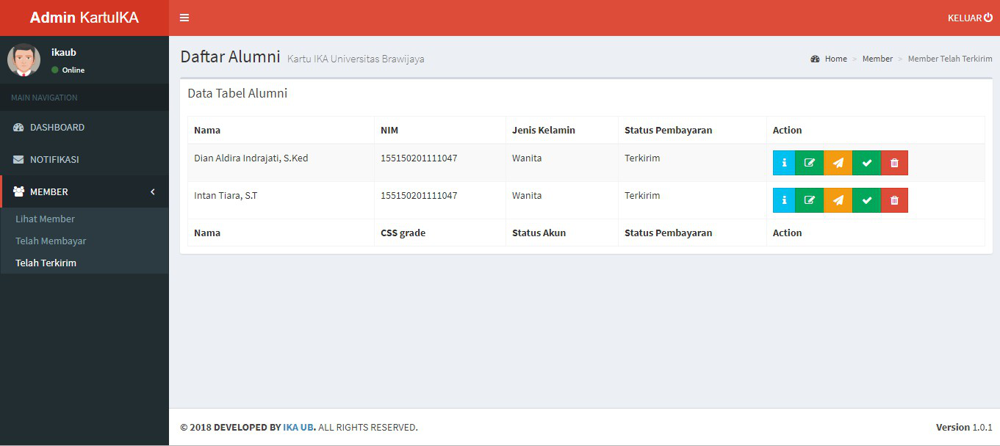 Admin KartuIKA
KELUAR
ikaub
Online
MAIN NAVIGATION
DASHBOARD
NOTIFIKASI
MEMBER
Lihat Member
Telah Membayar
Telah Terkirim
Daftar Alumni Kartu IKA Universitas Brawijaya
Home > Member > Member Telah Terkirim
Data Tabel Alumni
Nama NIM Jenis Kelamin Status Pembayaran Action
Dian Aldira Indrajati, S.Ked 155150201111047 Wanita Terkirim
Intan Tiara, S.T 155150201111047 Wanita Terkirim
Nama CSS grade Status Akun Status Pembayaran Action
© 2018 DEVELOPED BY IKA UB. ALL RIGHTS RESERVED.
Version 1.0.1